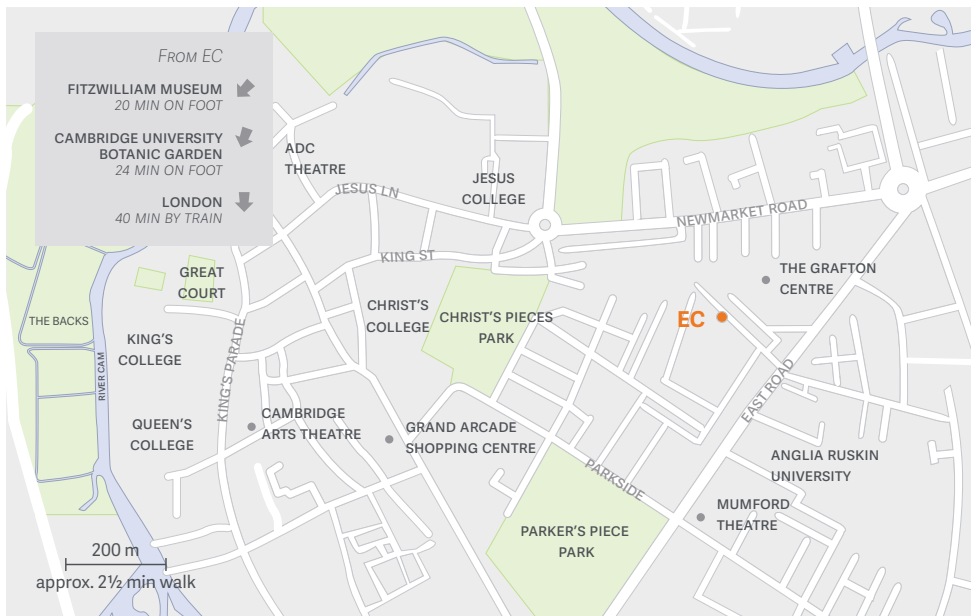 FROM EC
FITZWILLIAM MUSEUM
20 MIN ON FOOT
CAMBRIDGE UNIVERSITY
BOTANIC GARDEN
24 MIN ON FOOT
LONDON
40 MIN BY TRAIN
ADC
THEATRE
JESUS LN
JESUS
COLLEGE
NEWMARKET ROAD
KING ST
GREAT
COURT
THE GRAFTON
CENTRE
CHRIST'S
COLLEGE
CHRIST'S PIECES
PARK
EC
THE BACKS
KING'S
COLLEGE
RIVER CAM
KING'S PARADE
EAST ROAD
QUEEN'S
COLLEGE
CAMBRIDGE
ARTS THEATRE
GRAND ARCADE
SHOPPING CENTRE
PARKSIDE
ANGLIA RUSKIN
UNIVERSITY
MUMFORD
THEATRE
PARKER'S PIECE
PARK
200 m
approx. 2½ min walk